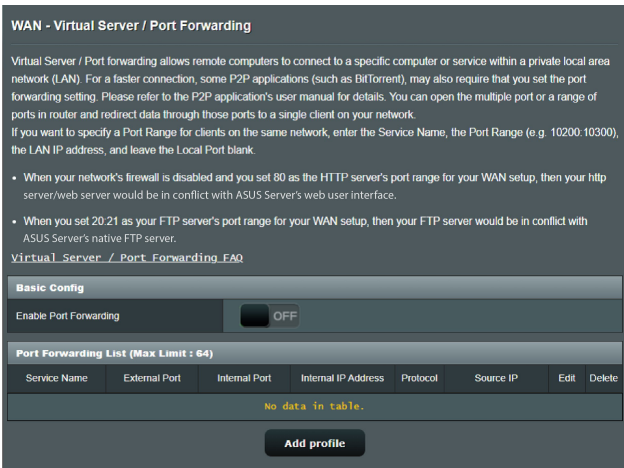 WAN - Virtual Server / Port Forwarding
Virtual Server / Port forwarding allows remote computers to connect to a specific computer or service within a private local area
network (LAN). For a faster connection, some P2P applications (such as BitTorrent), may also require that you set the port
forwarding setting. Please refer to the P2P application's user manual for details. You can open the multiple port or a range of
ports in router and redirect data through those ports to a single client on your network.
If you want to specify a Port Range for clients on the same network, enter the Service Name, the Port Range (e.g. 10200:10300),
the LAN IP address, and leave the Local Port blank.
• When your network's firewall is disabled and you set 80 as the HTTP server's port range for your WAN setup, then your http
server/web server would be in conflict with ASUS Server's web user interface.
• When you set 20:21 as your FTP server's port range for your WAN setup, then your FTP server would be in conflict with
ASUS Server's native FTP server.
Virtual Server / Port Forwarding FAQ
Basic Config
Enable Port Forwarding OFF
Port Forwarding List (Max Limit : 64)
Service Name External Port Internal Port Internal IP Address Protocol Source IP Edit Delete
No data in table.
Add profile